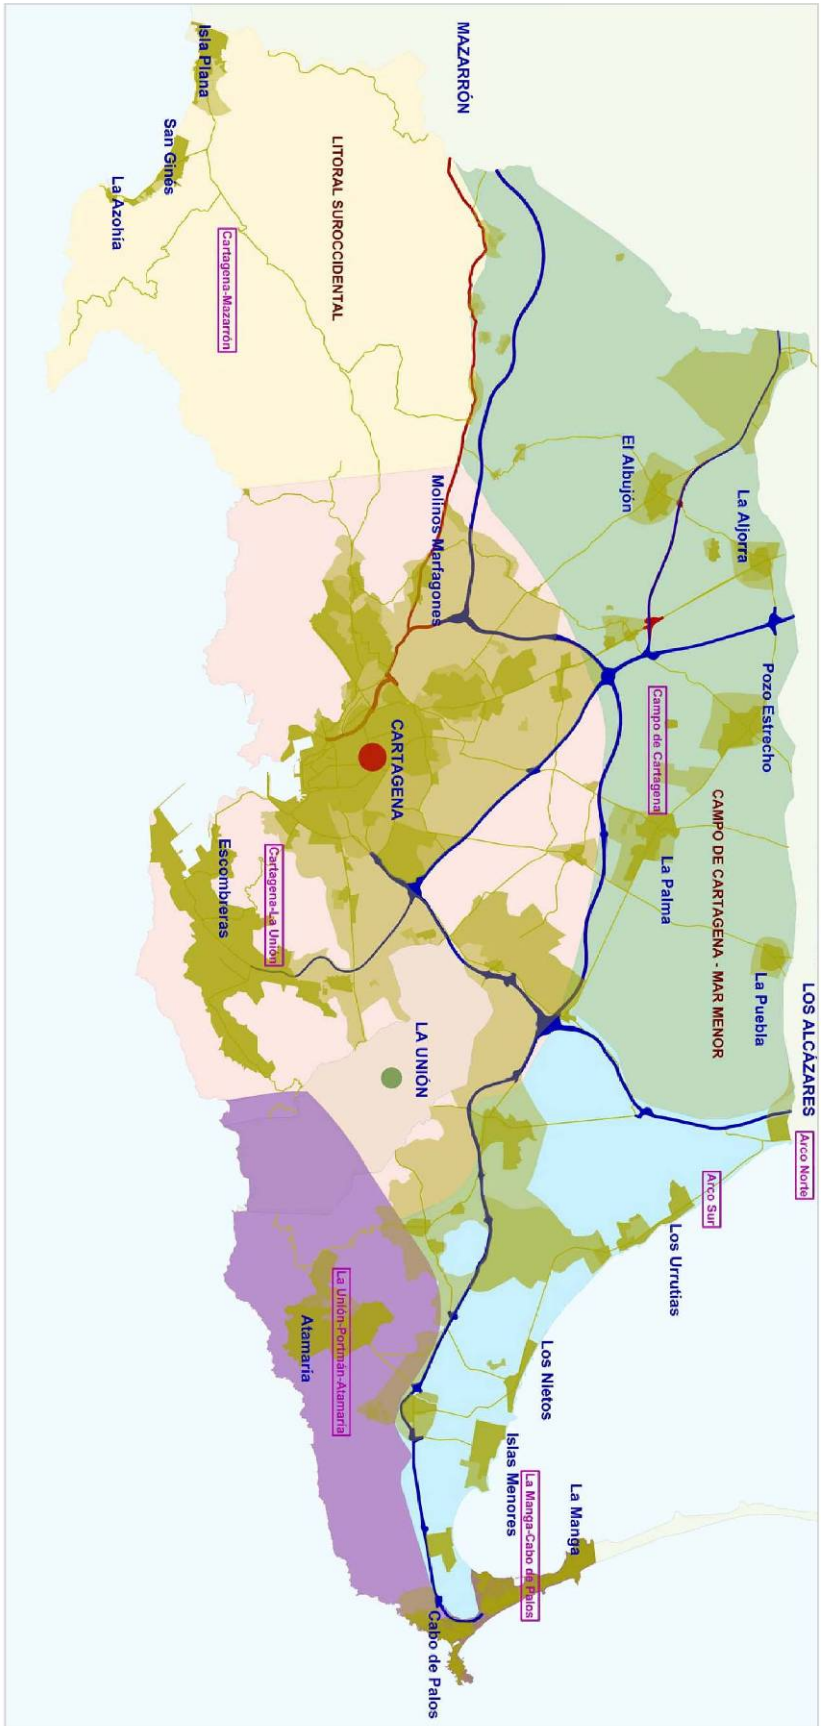 LOS ALCÁZARES
Arco Norte
Pozo Estrecho
La Puebla
La Aljorra
CAMPO DE CARTAGENA - MAR MENOR
Arco Sur
Los Urrutias
La Palma
Campo de Cartagena
El Albujón
La Manga
Los Nietos
La Manga-Cabo de Palos
Islas Menores
MAZARRÓN
Molinos Marfagones
Cabo de Palos
LA UNIÓN
CARTAGENA
La Unión-Portmán-Atamaría
LITORAL SUROCCIDENTAL
Atamaria
Cartagena-La Unión
Cartagena-Mazarrón
Escombreras
Isla Plana
San Ginés
La Azohia